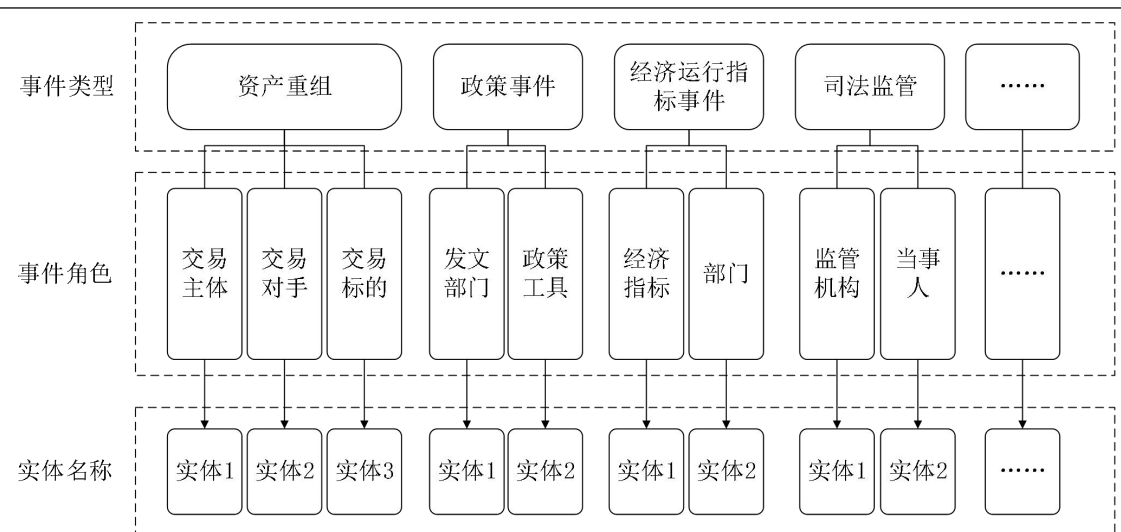 事件类型
资产重组
政策事件
经济运行指
标事件
司法监管
……
事件角色
交易
主体
交易
对手
交易
标的
发文
部门
政策
工具
经济
指标
部门
监管
机构
当事
人
……
实体名称
实体1
实体2
实体3
实体1
实体2
实体1
实体2
实体1
实体2
……